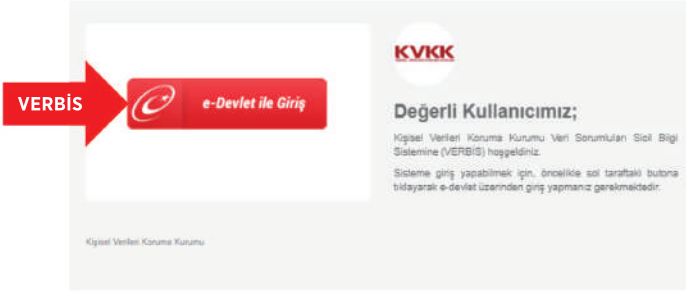 VERBİS
e-Devlet ile Giriş
KVKK
Değerli Kullanıcımız;
Kişisel Verileri Koruma Kurumu Veri Sorumluları Sicil Bilgi
Sistemine (VERBİS) hoşgeldiniz.
Sisteme giriş yapabilmek için, öncelikle sol taraftaki butona
tıklayarak e-devlet üzerinden giriş yapmanız gerekmektedir.
Kişisel Verileri Koruma Kurumu